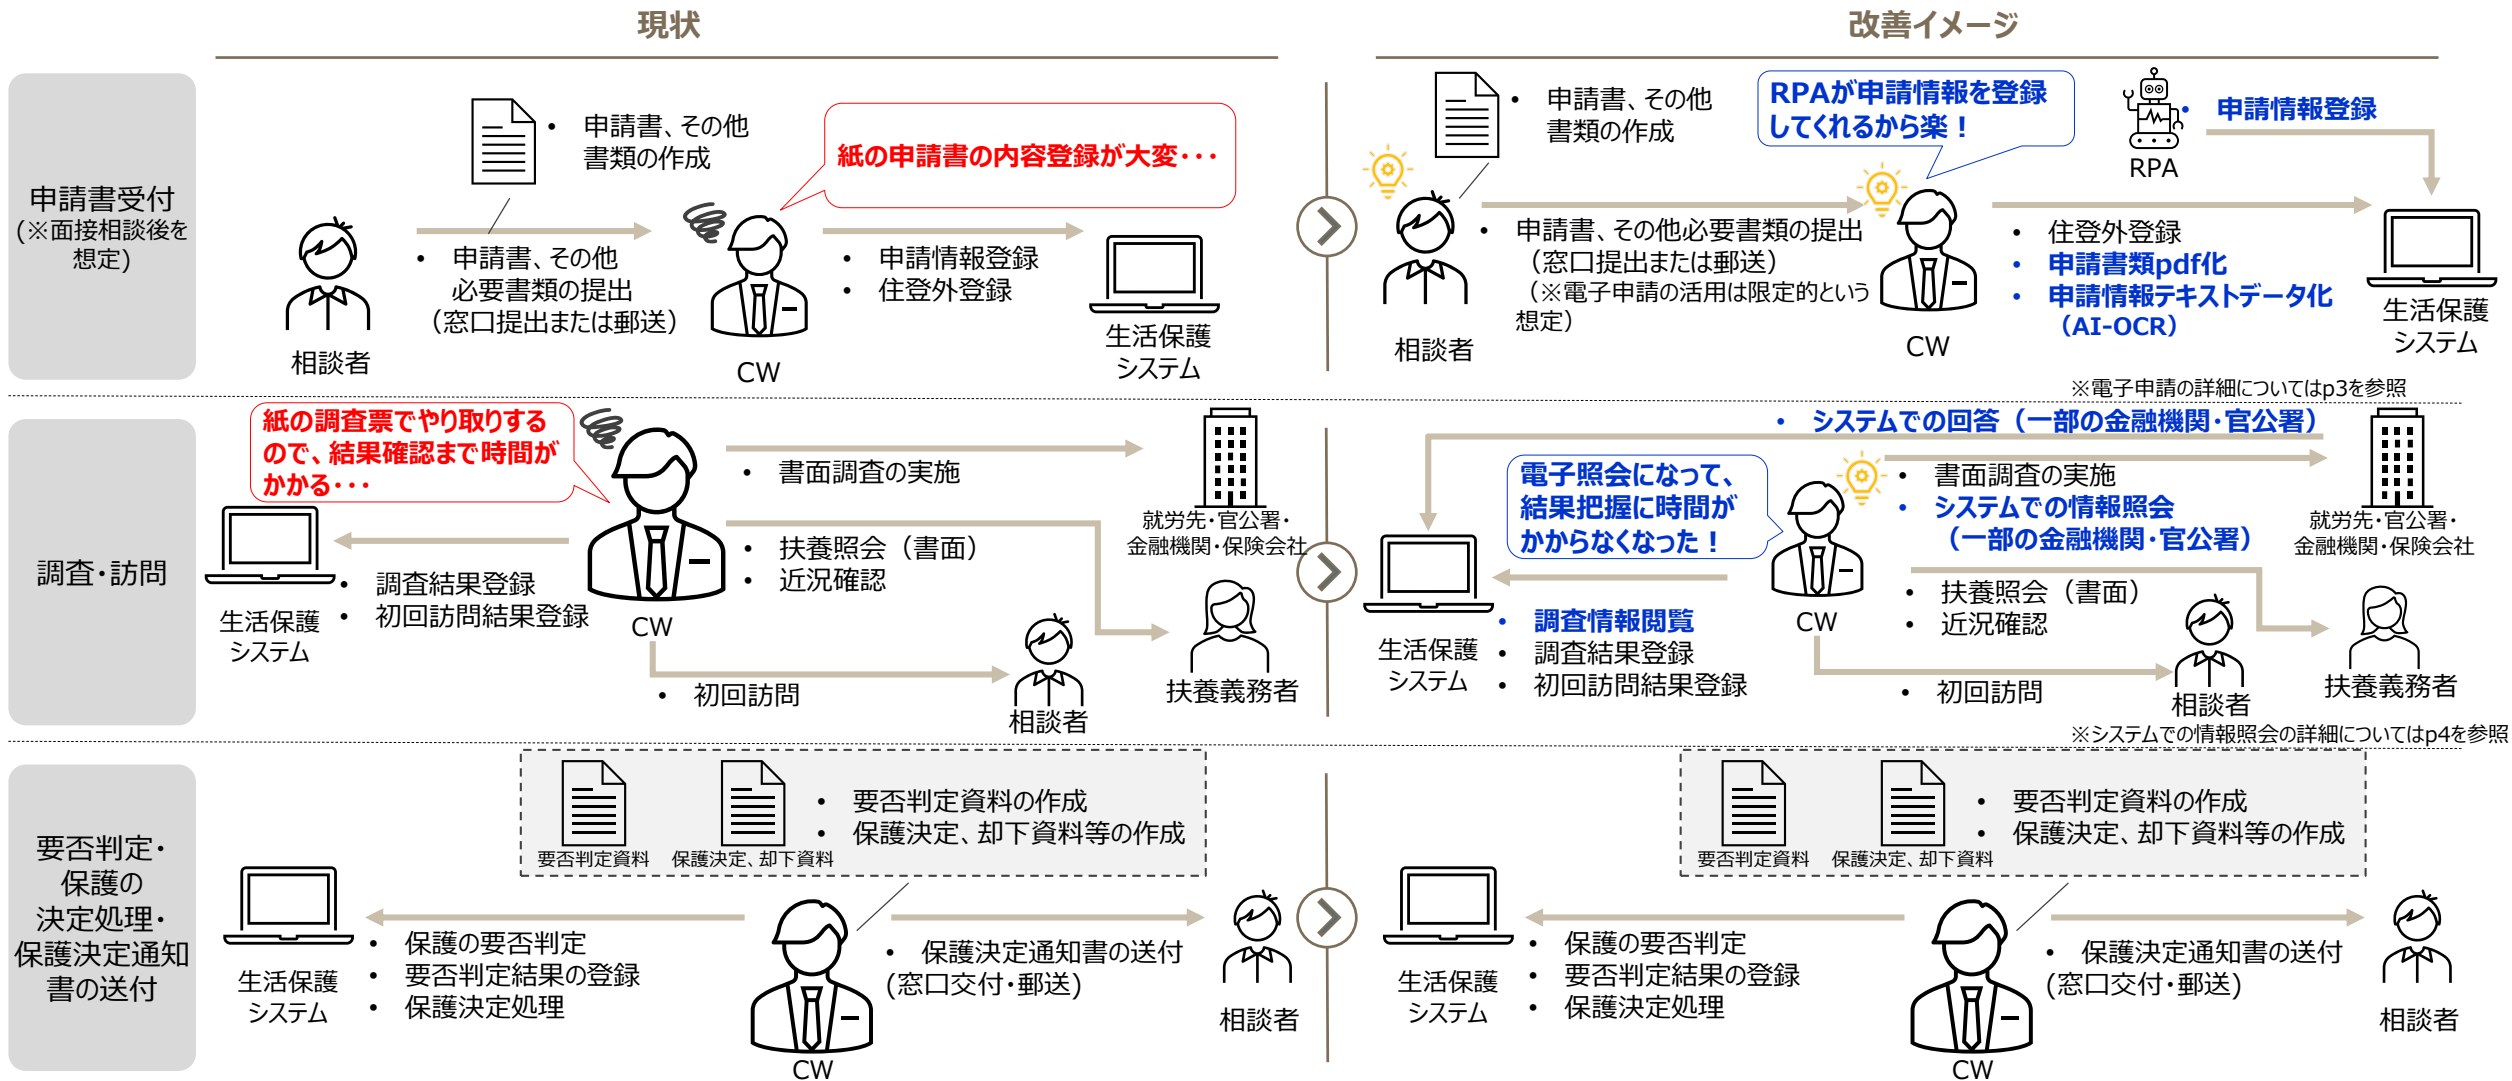 現状
改善イメージ
申請書受付
(※面接相談後を
想定)
• 申請書、その他
書類の作成
紙の申請書の内容登録が大変・・・
• 申請書、その他
必要書類の提出
（窓口提出または郵送）
• 申請情報登録
• 住登外登録
相談者
CW
生活保護
システム
• 申請書、その他
書類の作成
RPAが申請情報を登録
してくれるから楽！
• 申請情報登録
RPA
• 申請書、その他必要書類の提出
（窓口提出または郵送）
（※電子申請の活用は限定的という
想定）
• 住登外登録
• 申請書類pdf化
• 申請情報テキストデータ化
（AI-OCR）
相談者
CW
生活保護
システム
※電子申請の詳細についてはp3を参照
調査・訪問
紙の調査票でやり取りする
ので、結果確認まで時間が
かかる・・・
• 書面調査の実施
就労先・官公署・
金融機関・保険会社
• 扶養照会（書面）
• 近況確認
• 調査結果登録
• 初回訪問結果登録
生活保護
システム
CW
• 初回訪問
相談者
扶養義務者
• システムでの回答（一部の金融機関・官公署）
電子照会になって、
結果把握に時間が
かからなくなった！
• 書面調査の実施
• システムでの情報照会
（一部の金融機関・官公署）
就労先・官公署・
金融機関・保険会社
• 扶養照会（書面）
• 近況確認
CW
• 調査情報閲覧
• 調査結果登録
• 初回訪問結果登録
生活保護
システム
• 初回訪問
相談者
扶養義務者
※システムでの情報照会の詳細についてはp4を参照
要否判定・
保護の
決定処理・
保護決定通知
書の送付
要否判定資料
保護決定、却下資料
• 要否判定資料の作成
• 保護決定、却下資料等の作成
• 保護の要否判定
• 要否判定結果の登録
• 保護決定処理
生活保護
システム
CW
• 保護決定通知書の送付
(窓口交付・郵送)
相談者
要否判定資料
保護決定、却下資料
• 要否判定資料の作成
• 保護決定、却下資料等の作成
• 保護の要否判定
• 要否判定結果の登録
• 保護決定処理
生活保護
システム
CW
• 保護決定通知書の送付
(窓口交付・郵送)
相談者